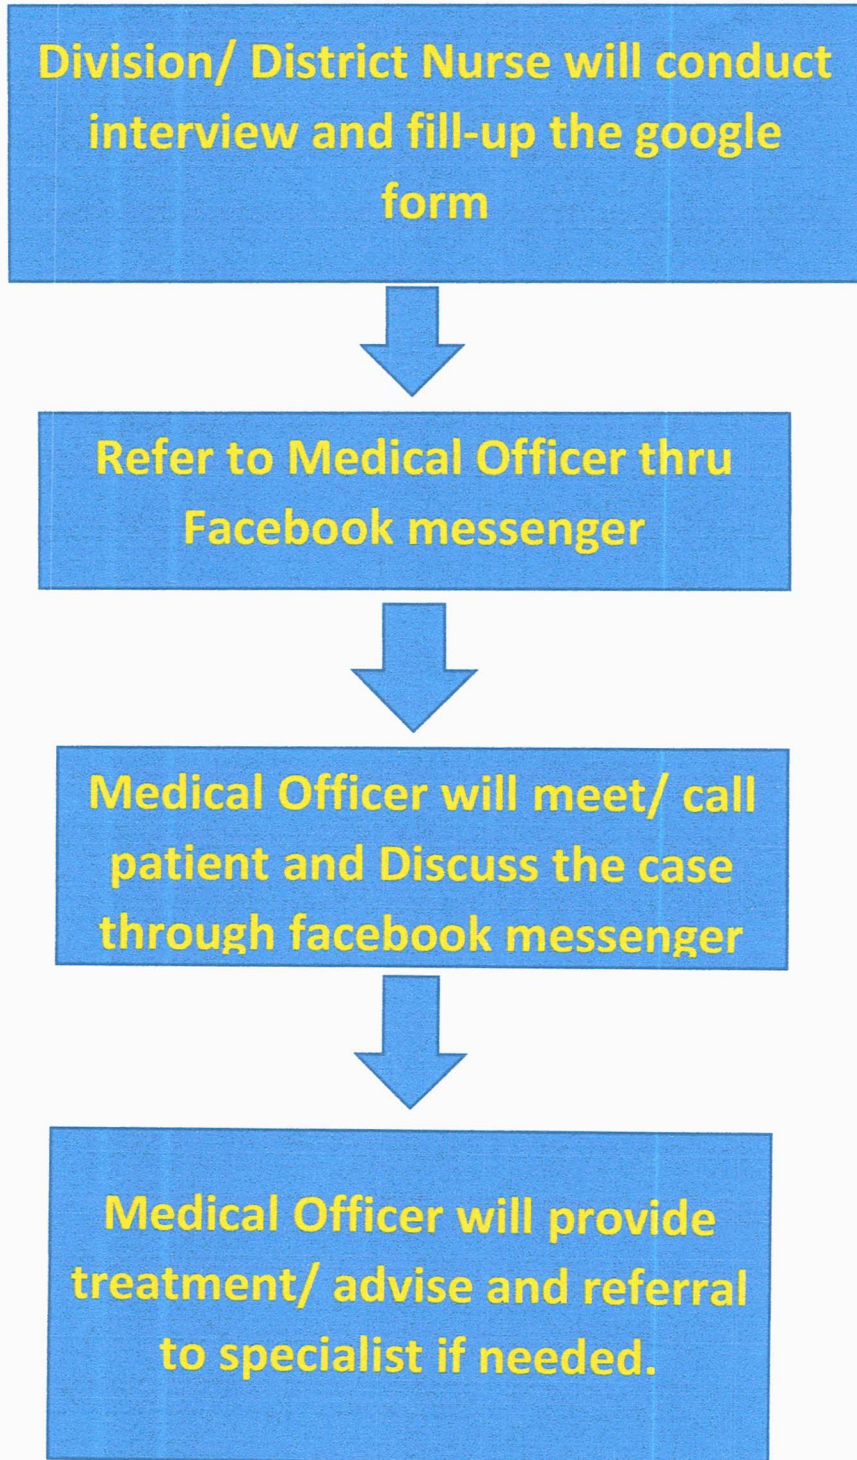 Division/ District Nurse will conduct
interview and fill-up the google
form
Refer to Medical Officer thru
Facebook messenger
Medical Officer will meet/ call
patient and Discuss the case
through facebook messenger
Medical Officer will provide
treatment/ advise and referral
to specialist if needed.